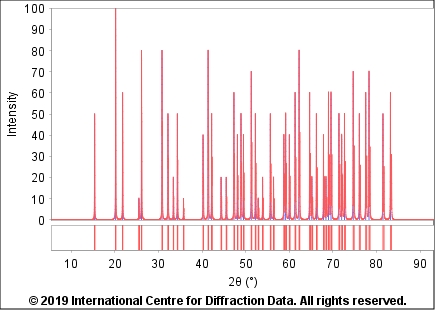 100
90
80
70
60
50
40
30
20
10
0
Intensity
10 20 30 40 50 60 70 80 90
2θ (°)
© 2019 International Centre for Diffraction Data. All rights reserved.